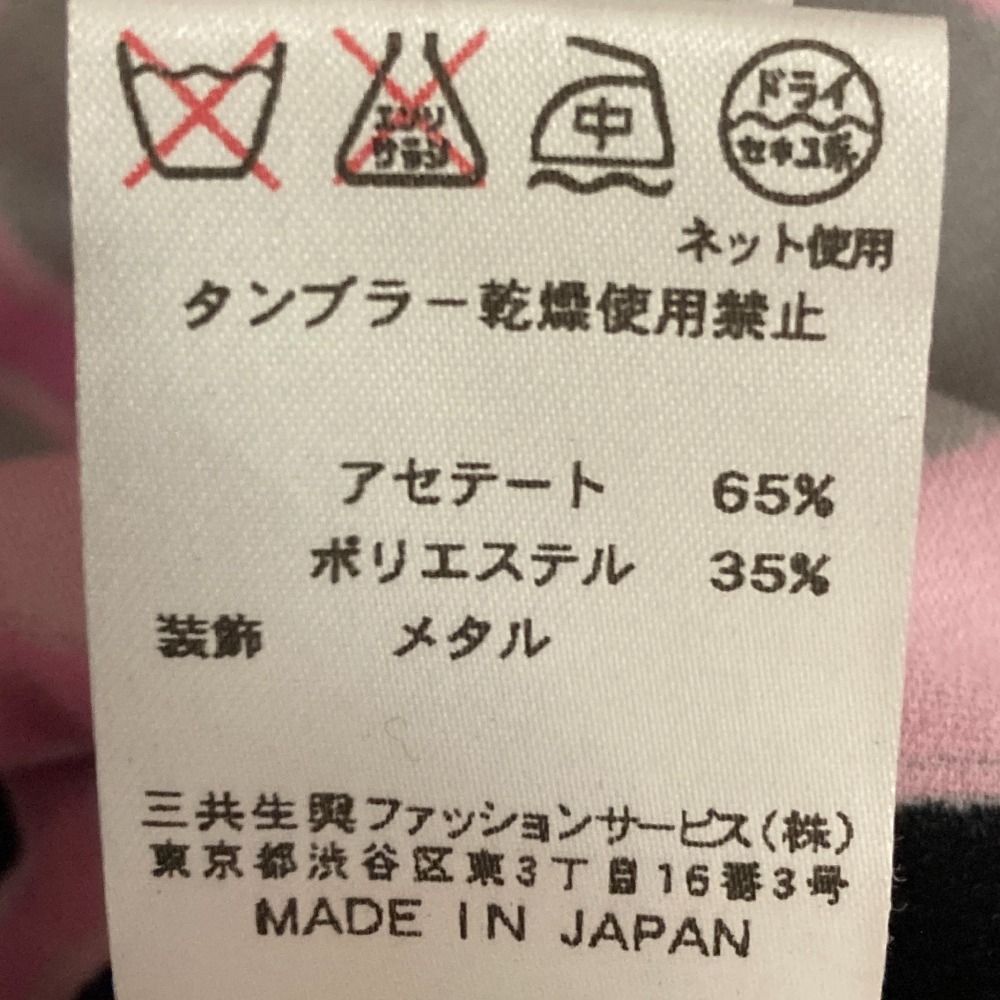 エンソ サラシ
中
ドライ
セキユ系
ネット使用
タンブラー乾燥使用禁止
アセテート 65%
ポリエステル 35%
装飾 メタル
三共生興ファッションサービス(株)
東京都渋谷区東3丁目16番3号
MADE IN JAPAN